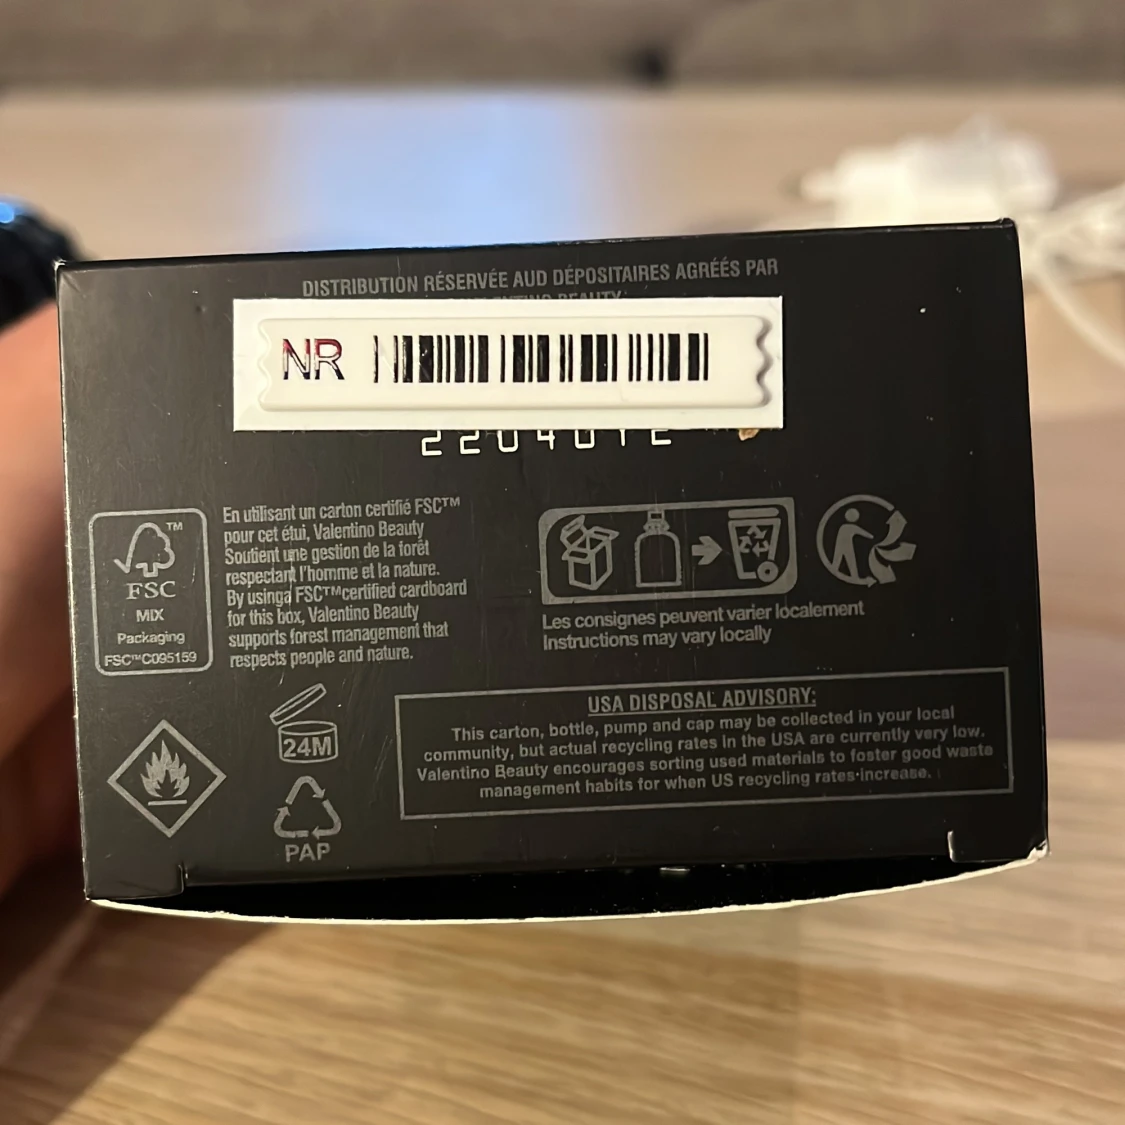 DISTRIBUTION RÉSERVÉE AUD DÉPOSITAIRES AGRÉÉS PAR
NR
En utilisant un carton certifié FSC™
pour cet étui, Valentino Beauty
Soutient une gestion de la forêt
respectant l'homme et la nature.
By usinga FSC™certified cardboard
for this box, Valentino Beauty
supports forest management that
respects people and nature.
™
FSC
MIX
Packaging
FSC™C095159
Les consignes peuvent varier localement
Instructions may vary locally
24M
PAP
USA DISPOSAL ADVISORY:
This carton, bottle, pump and cap may be collected in your local
community, but actual recycling rates in the USA are currently very low.
Valentino Beauty encourages sorting used materials to foster good waste
management habits for when US recycling rates increase.